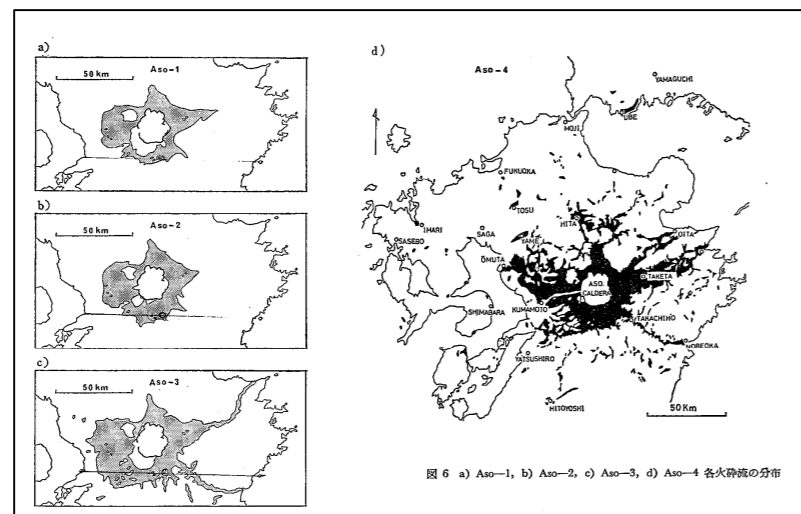 a)
Aso-1
50 km
b)
Aso-2
50 km
c)
Aso-3
50 km
d)
Aso-4
YAMAGUCHI
UBE
MOJI
FUKUOKA
TOSU
HITA
IMARI
SAGA
YAME
OITA
SASEBO
OMUTA
TAKETA
ASO
CALDERA
KUMAMOTO
SHIMABARA
TAKACHIHO
NOBEOKA
YATSUSHIRO
HITOYOSHI
50 Km
図 6 a) Aso—1, b) Aso—2, c) Aso—3, d) Aso—4 各火砕流の分布